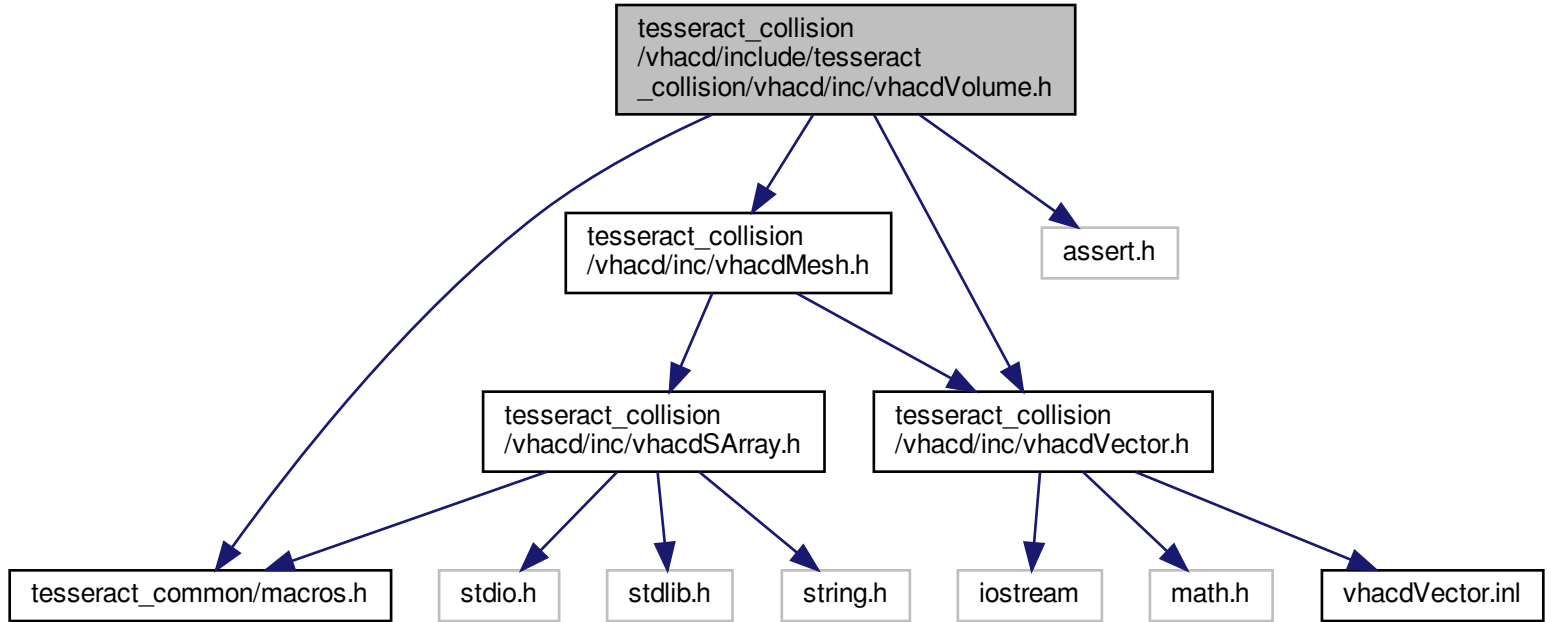 tesseract_collision
/vhacd/include/tesseract
_collision/vhacd/inc/vhacdVolume.h
tesseract_collision
/vhacd/inc/vhacdMesh.h
assert.h
tesseract_collision
/vhacd/inc/vhacdSArray.h
tesseract_collision
/vhacd/inc/vhacdVector.h
tesseract_common/macros.h
stdio.h
stdlib.h
string.h
iostream
math.h
vhacdVector.inl